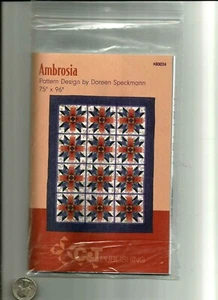 Ambrosia
Pattern Design by Doreen Speckmann
75" x 96"
C&T PUBLISHING